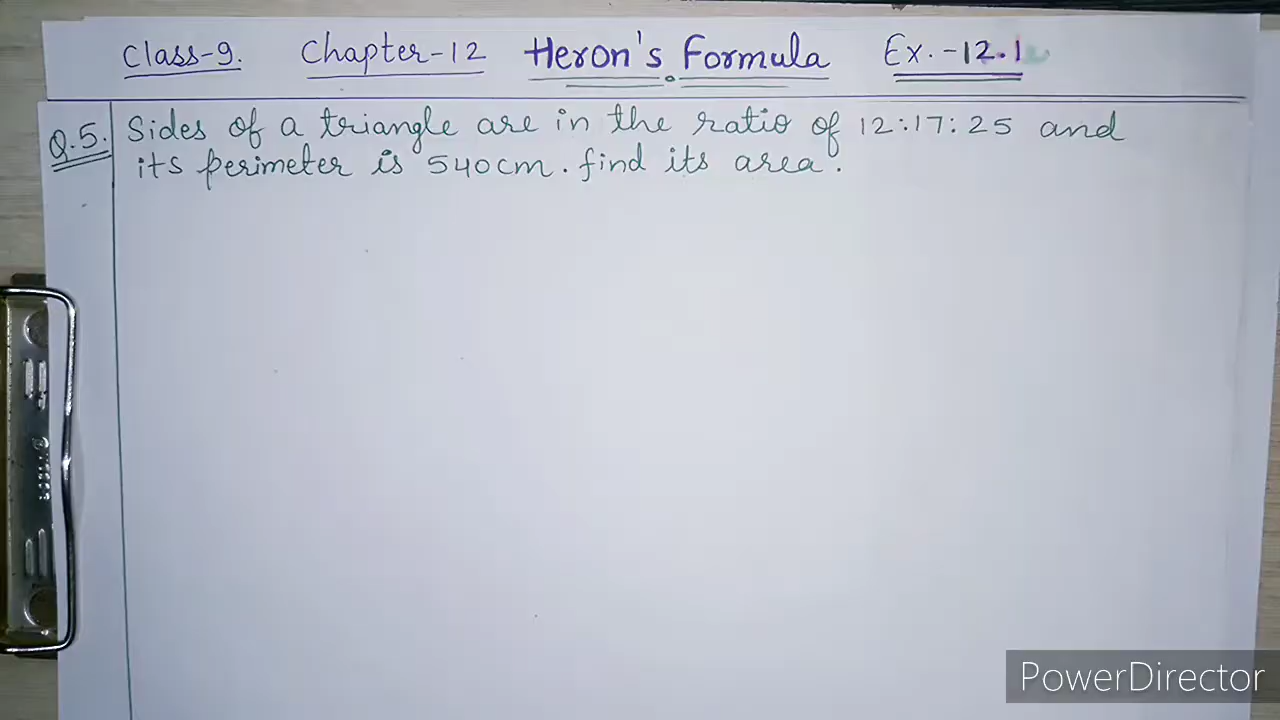 Class-9. Chapter-12 Heron's Formula Ex.-12.1
Q.5. Sides of a triangle are in the ratio of 12:17:25 and
its perimeter is 540cm. find its area.
PowerDirector